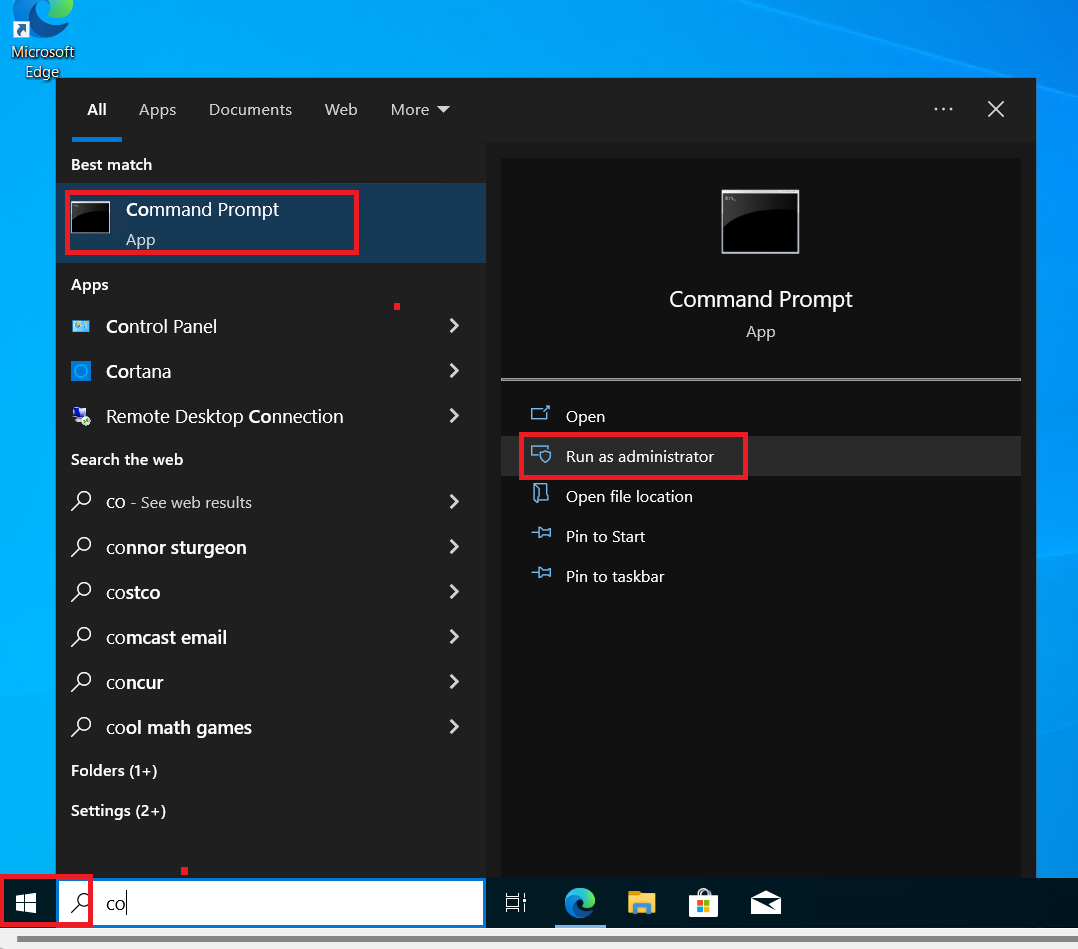 Microsoft
Edge
All Apps Documents Web More
Best match
Command Prompt
App
Apps
Control Panel
Cortana
Remote Desktop Connection
Search the web
co - See web results
connor sturgeon
costco
comcast email
concur
cool math games
Folders (1+)
Settings (2+)
Command Prompt
App
Open
Run as administrator
Open file location
Pin to Start
Pin to taskbar
co